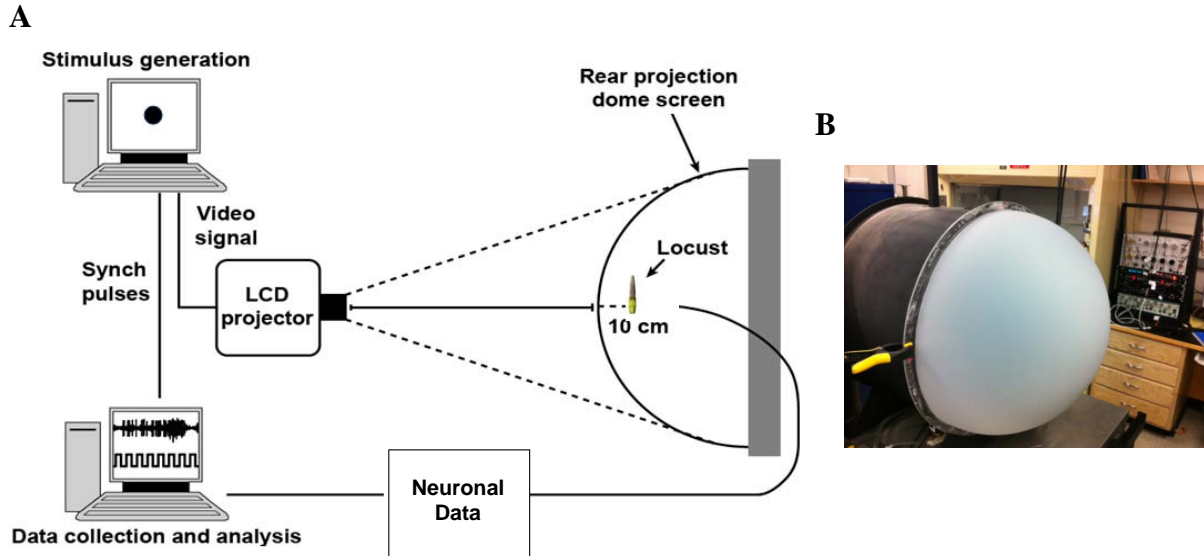 A
Stimulus generation
Rear projection
dome screen
B
Video
signal
Locust
Synch
pulses
LCD
projector
10 cm
Neuronal
Data
Data collection and analysis